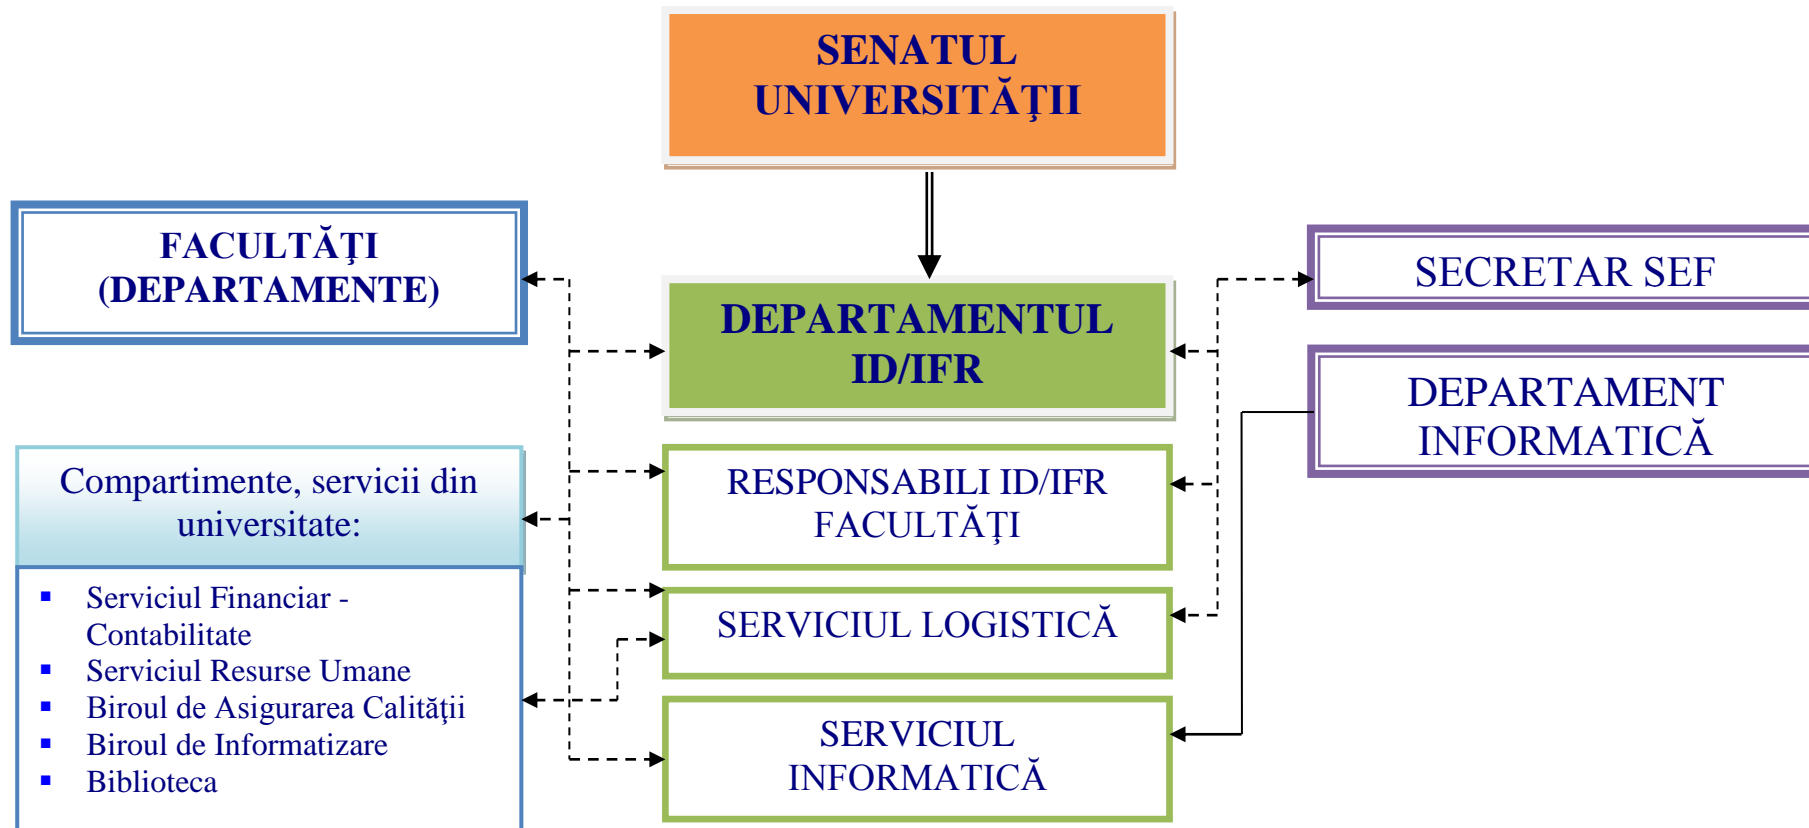 SENATUL
UNIVERSITĂŢII
FACULTĂŢI
(DEPARTAMENTE)
SECRETAR SEF
DEPARTAMENTUL
ID/IFR
DEPARTAMENT
INFORMATICĂ
Compartimente, servicii din
universitate:
RESPONSABILI ID/IFR
FACULTĂŢI
▪ Serviciul Financiar -
Contabilitate
▪ Serviciul Resurse Umane
▪ Biroul de Asigurarea Calităţii
▪ Biroul de Informatizare
▪ Biblioteca
SERVICIUL LOGISTICĂ
SERVICIUL
INFORMATICĂ